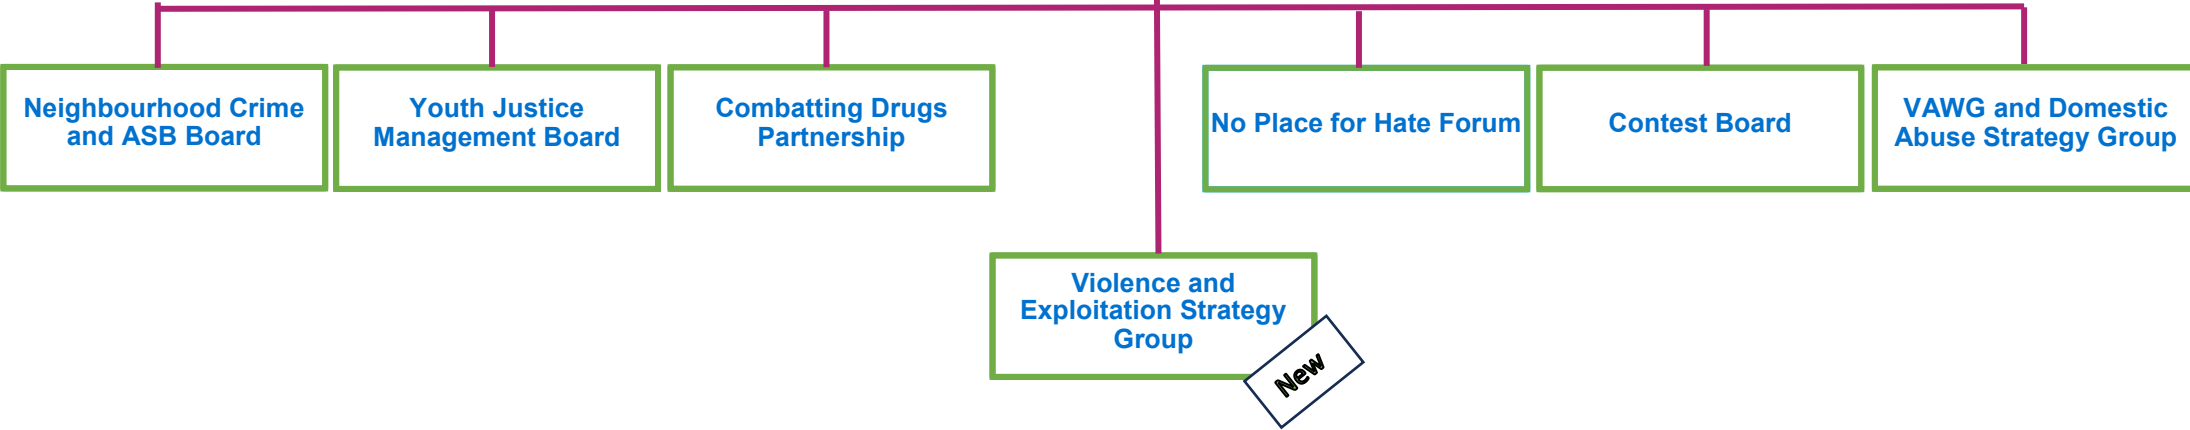 Neighbourhood Crime
and ASB Board
Youth Justice
Management Board
Combatting Drugs
Partnership
No Place for Hate Forum
Contest Board
VAWG and Domestic
Abuse Strategy Group
Violence and
Exploitation Strategy
Group
New